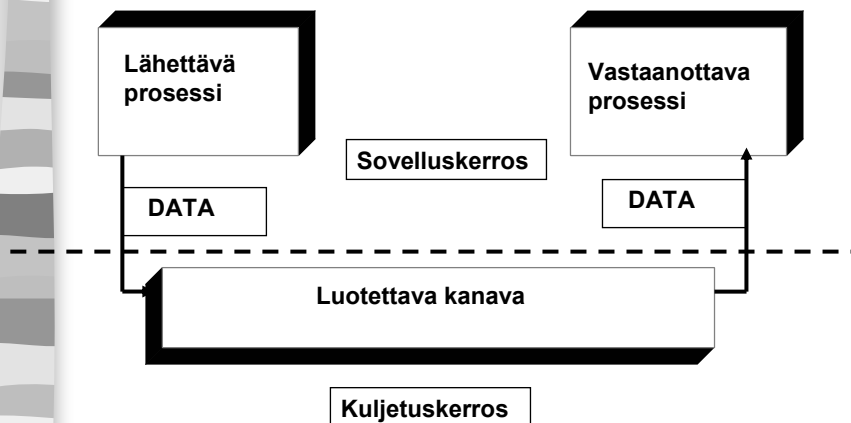 Lähettävä
prosessi
Vastaanottava
prosessi
Sovelluskerros
DATA
DATA
Luotettava kanava
Kuljetuskerros